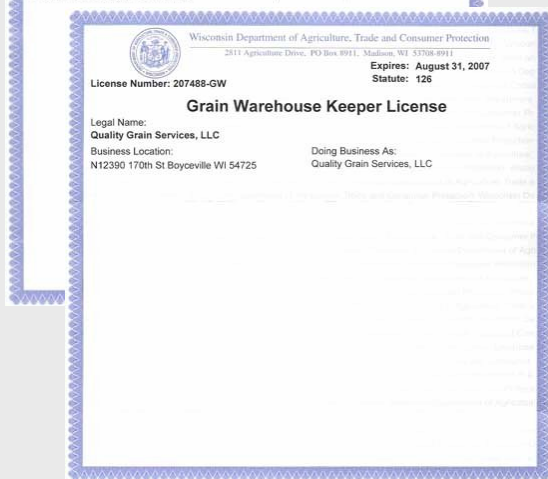 Wisconsin Department of Agriculture, Trade and Consumer Protection
2811 Agriculture Drive, PO Box 8911, Madison, WI 53708-8911
Expires: August 31, 2007
License Number: 207488-GW
Statute: 126
Grain Warehouse Keeper License
Legal Name:
Quality Grain Services, LLC
Business Location:
Doing Business As:
N12390 170th St Boyceville WI 54725
Quality Grain Services, LLC